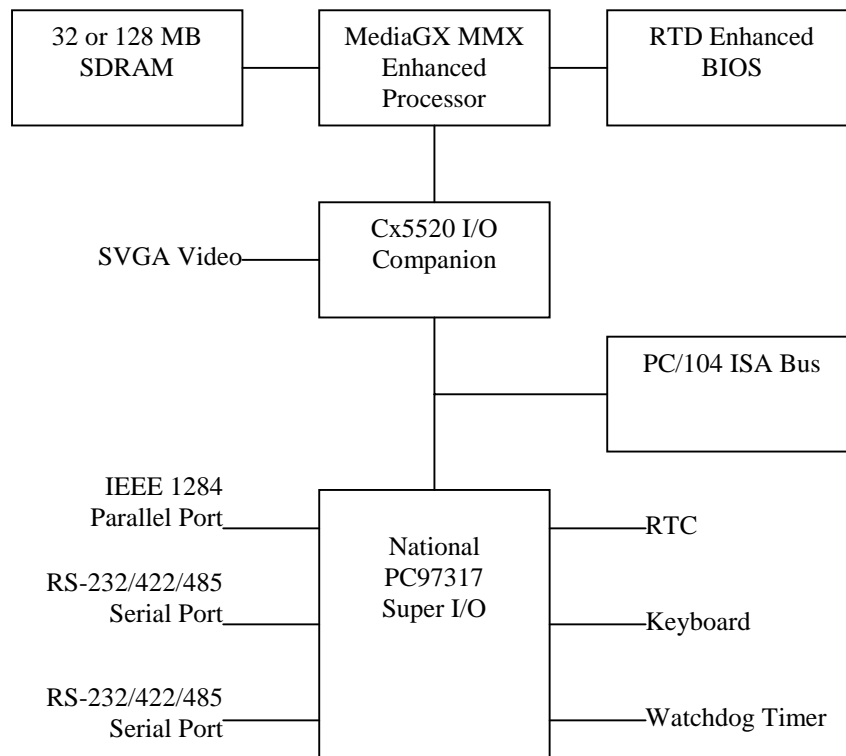 32 or 128 MB
SDRAM
MediaGX MMX
Enhanced
Processor
RTD Enhanced
BIOS
Cx5520 I/O
Companion
SVGA Video
PC/104 ISA Bus
IEEE 1284
Parallel Port
RS-232/422/485
Serial Port
RS-232/422/485
Serial Port
National
PC97317
Super I/O
RTC
Keyboard
Watchdog Timer